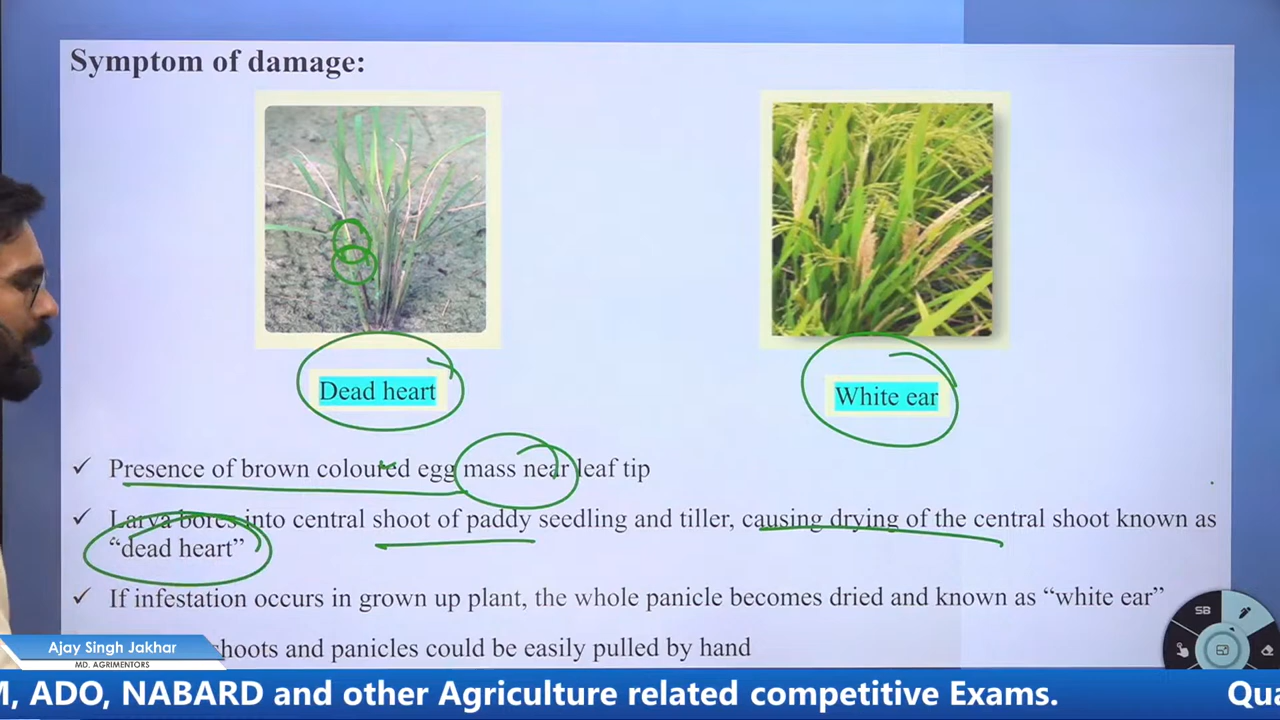 Symptom of damage:
Dead heart
White ear
✓ Presence of brown coloured egg mass near leaf tip
✓ Larva bores into central shoot of paddy seedling and tiller, causing drying of the central shoot known as
“dead heart”
✓ If infestation occurs in grown up plant, the whole panicle becomes dried and known as “white ear”
shoots and panicles could be easily pulled by hand
SB
Ajay Singh Jakhar
MD. AGRIMENTORS
, ADO, NABARD and other Agriculture related competitive Exams.